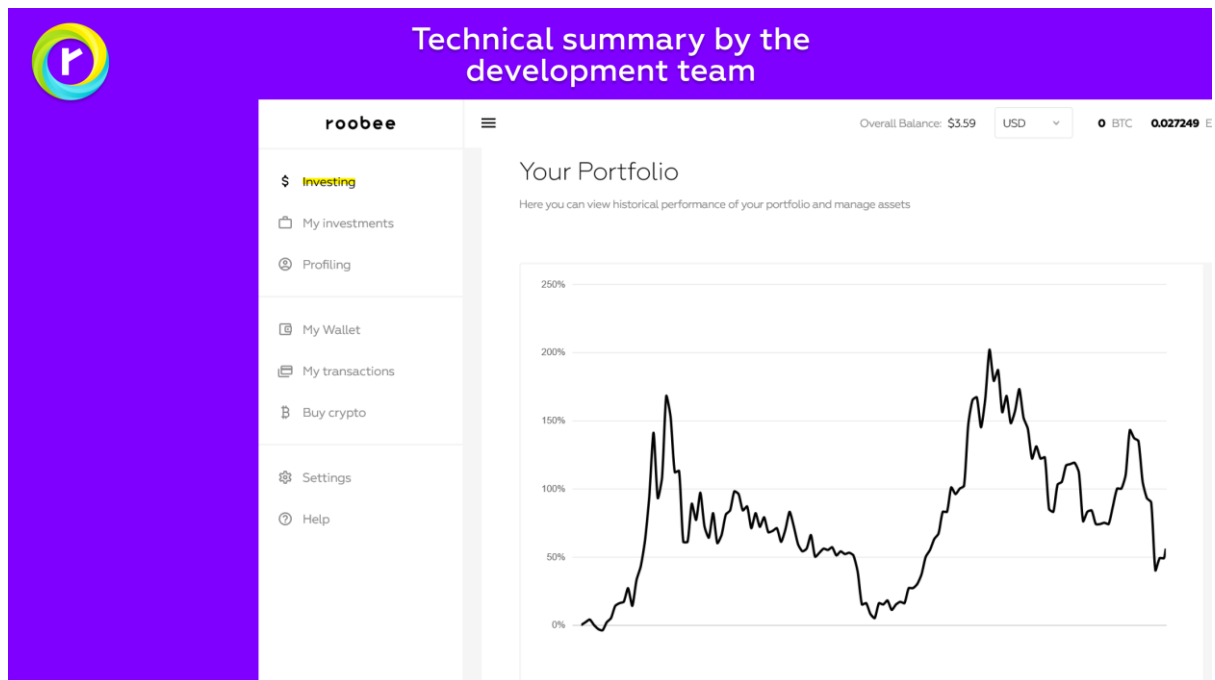 Technical summary by the
development team
roobee
Overall Balance: $3.59
USD
0 BTC
0.027249 E
$ Investing
My investments
Profiling
My Wallet
My transactions
Buy crypto
Settings
Help
Your Portfolio
Here you can view historical performance of your portfolio and manage assets
250%
200%
150%
100%
50%
0%